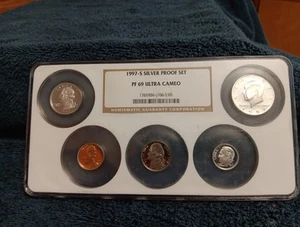 1997-S SILVER PROOF SET
PF 69 ULTRA CAMEO
NUMISMATIC GUARANTY CORPORATION